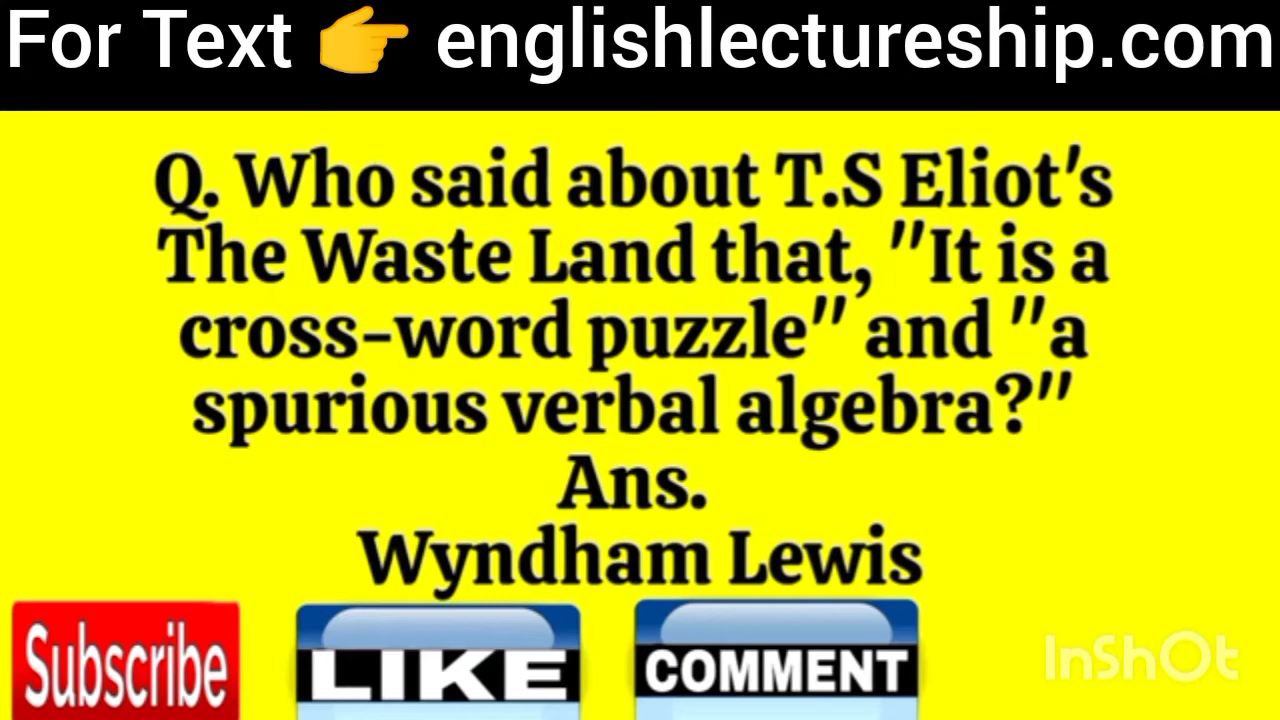 For Text 👉 englishlectureship.com
Q. Who said about T.S Eliot's
The Waste Land that, "It is a
cross-word puzzle" and "a
spurious verbal algebra?"
Ans.
Wyndham Lewis
Subscribe
LIKE
COMMENT
InShOt